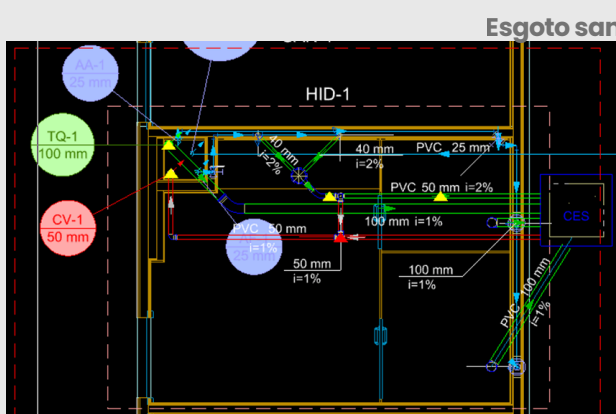 Esgoto san
HID-1
AA-1
25 mm
TQ-1
100 mm
CV-1
50 mm
40 mm
i=2%
40 mm
i=2%
PVC 25 mm
PVC 50 mm i=2%
100 mm i=1%
CES
PVC 50 mm
i=1%
25 mm
50 mm
i=1%
100 mm
i=1%
PVC 100 mm
i=1%